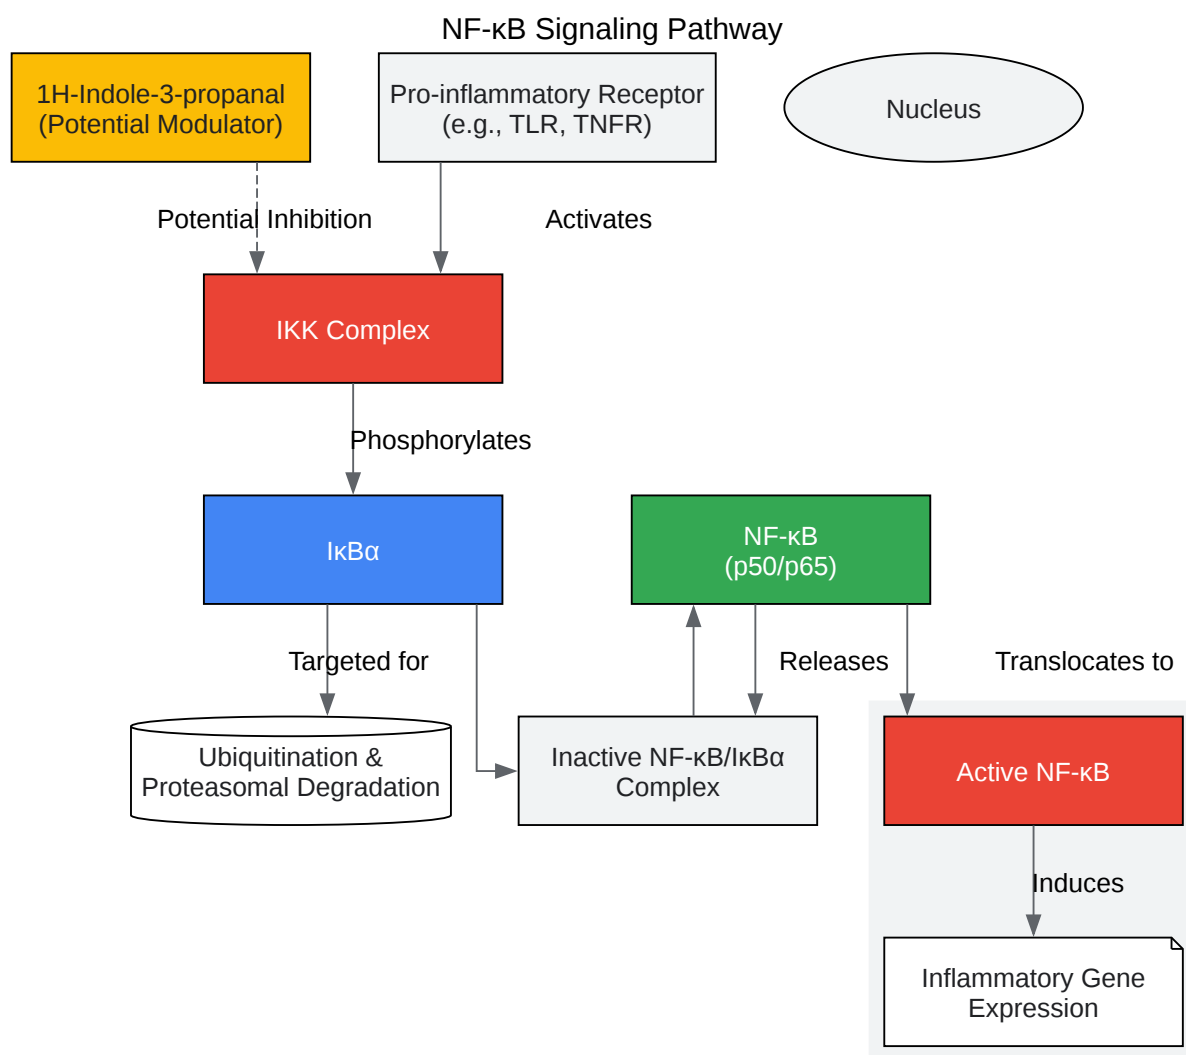 NF-κB Signaling Pathway
1H-Indole-3-propanal
(Potential Modulator)
Pro-inflammatory Receptor
(e.g., TLR, TNFR)
Nucleus
Potential Inhibition
Activates
IKK Complex
Phosphorylates
IκBα
NF-κB
(p50/p65)
Targeted for
Releases
Translocates to
Ubiquitination &
Proteasomal Degradation
Inactive NF-κB/IκBα
Complex
Active NF-κB
Induces
Inflammatory Gene
Expression